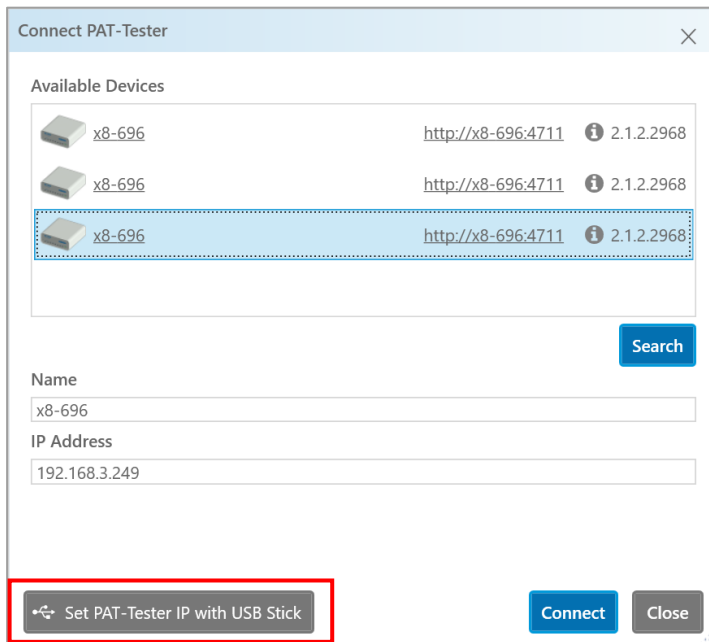 Connect PAT-Tester
Available Devices
x8-696 http://x8-696:4711 2.1.2.2968
x8-696 http://x8-696:4711 2.1.2.2968
x8-696 http://x8-696:4711 2.1.2.2968
Search
Name
x8-696
IP Address
192.168.3.249
Set PAT-Tester IP with USB Stick Connect Close